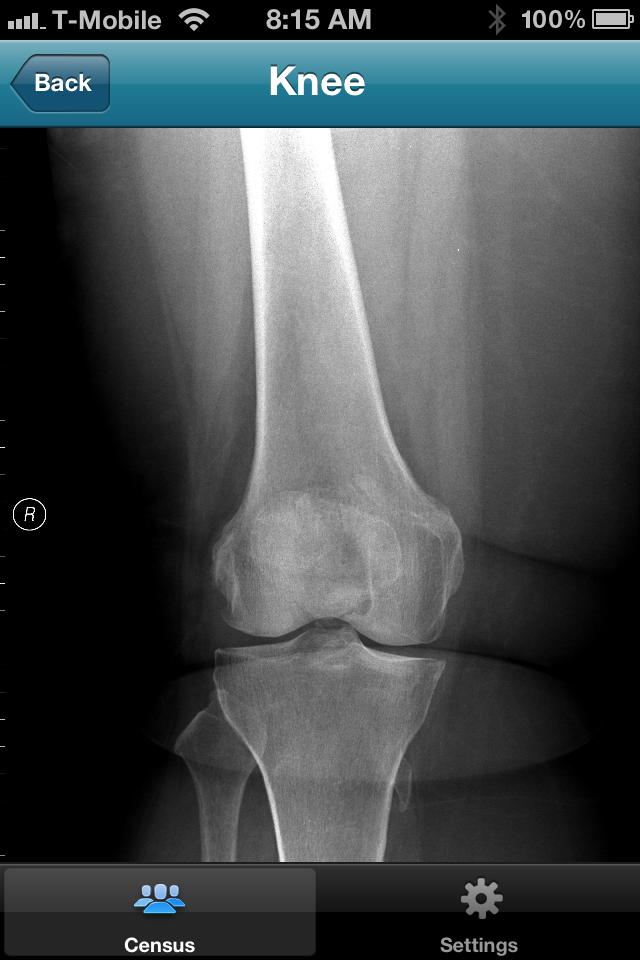 T-Mobile 8:15 AM 100%
Back Knee
R
Census Settings